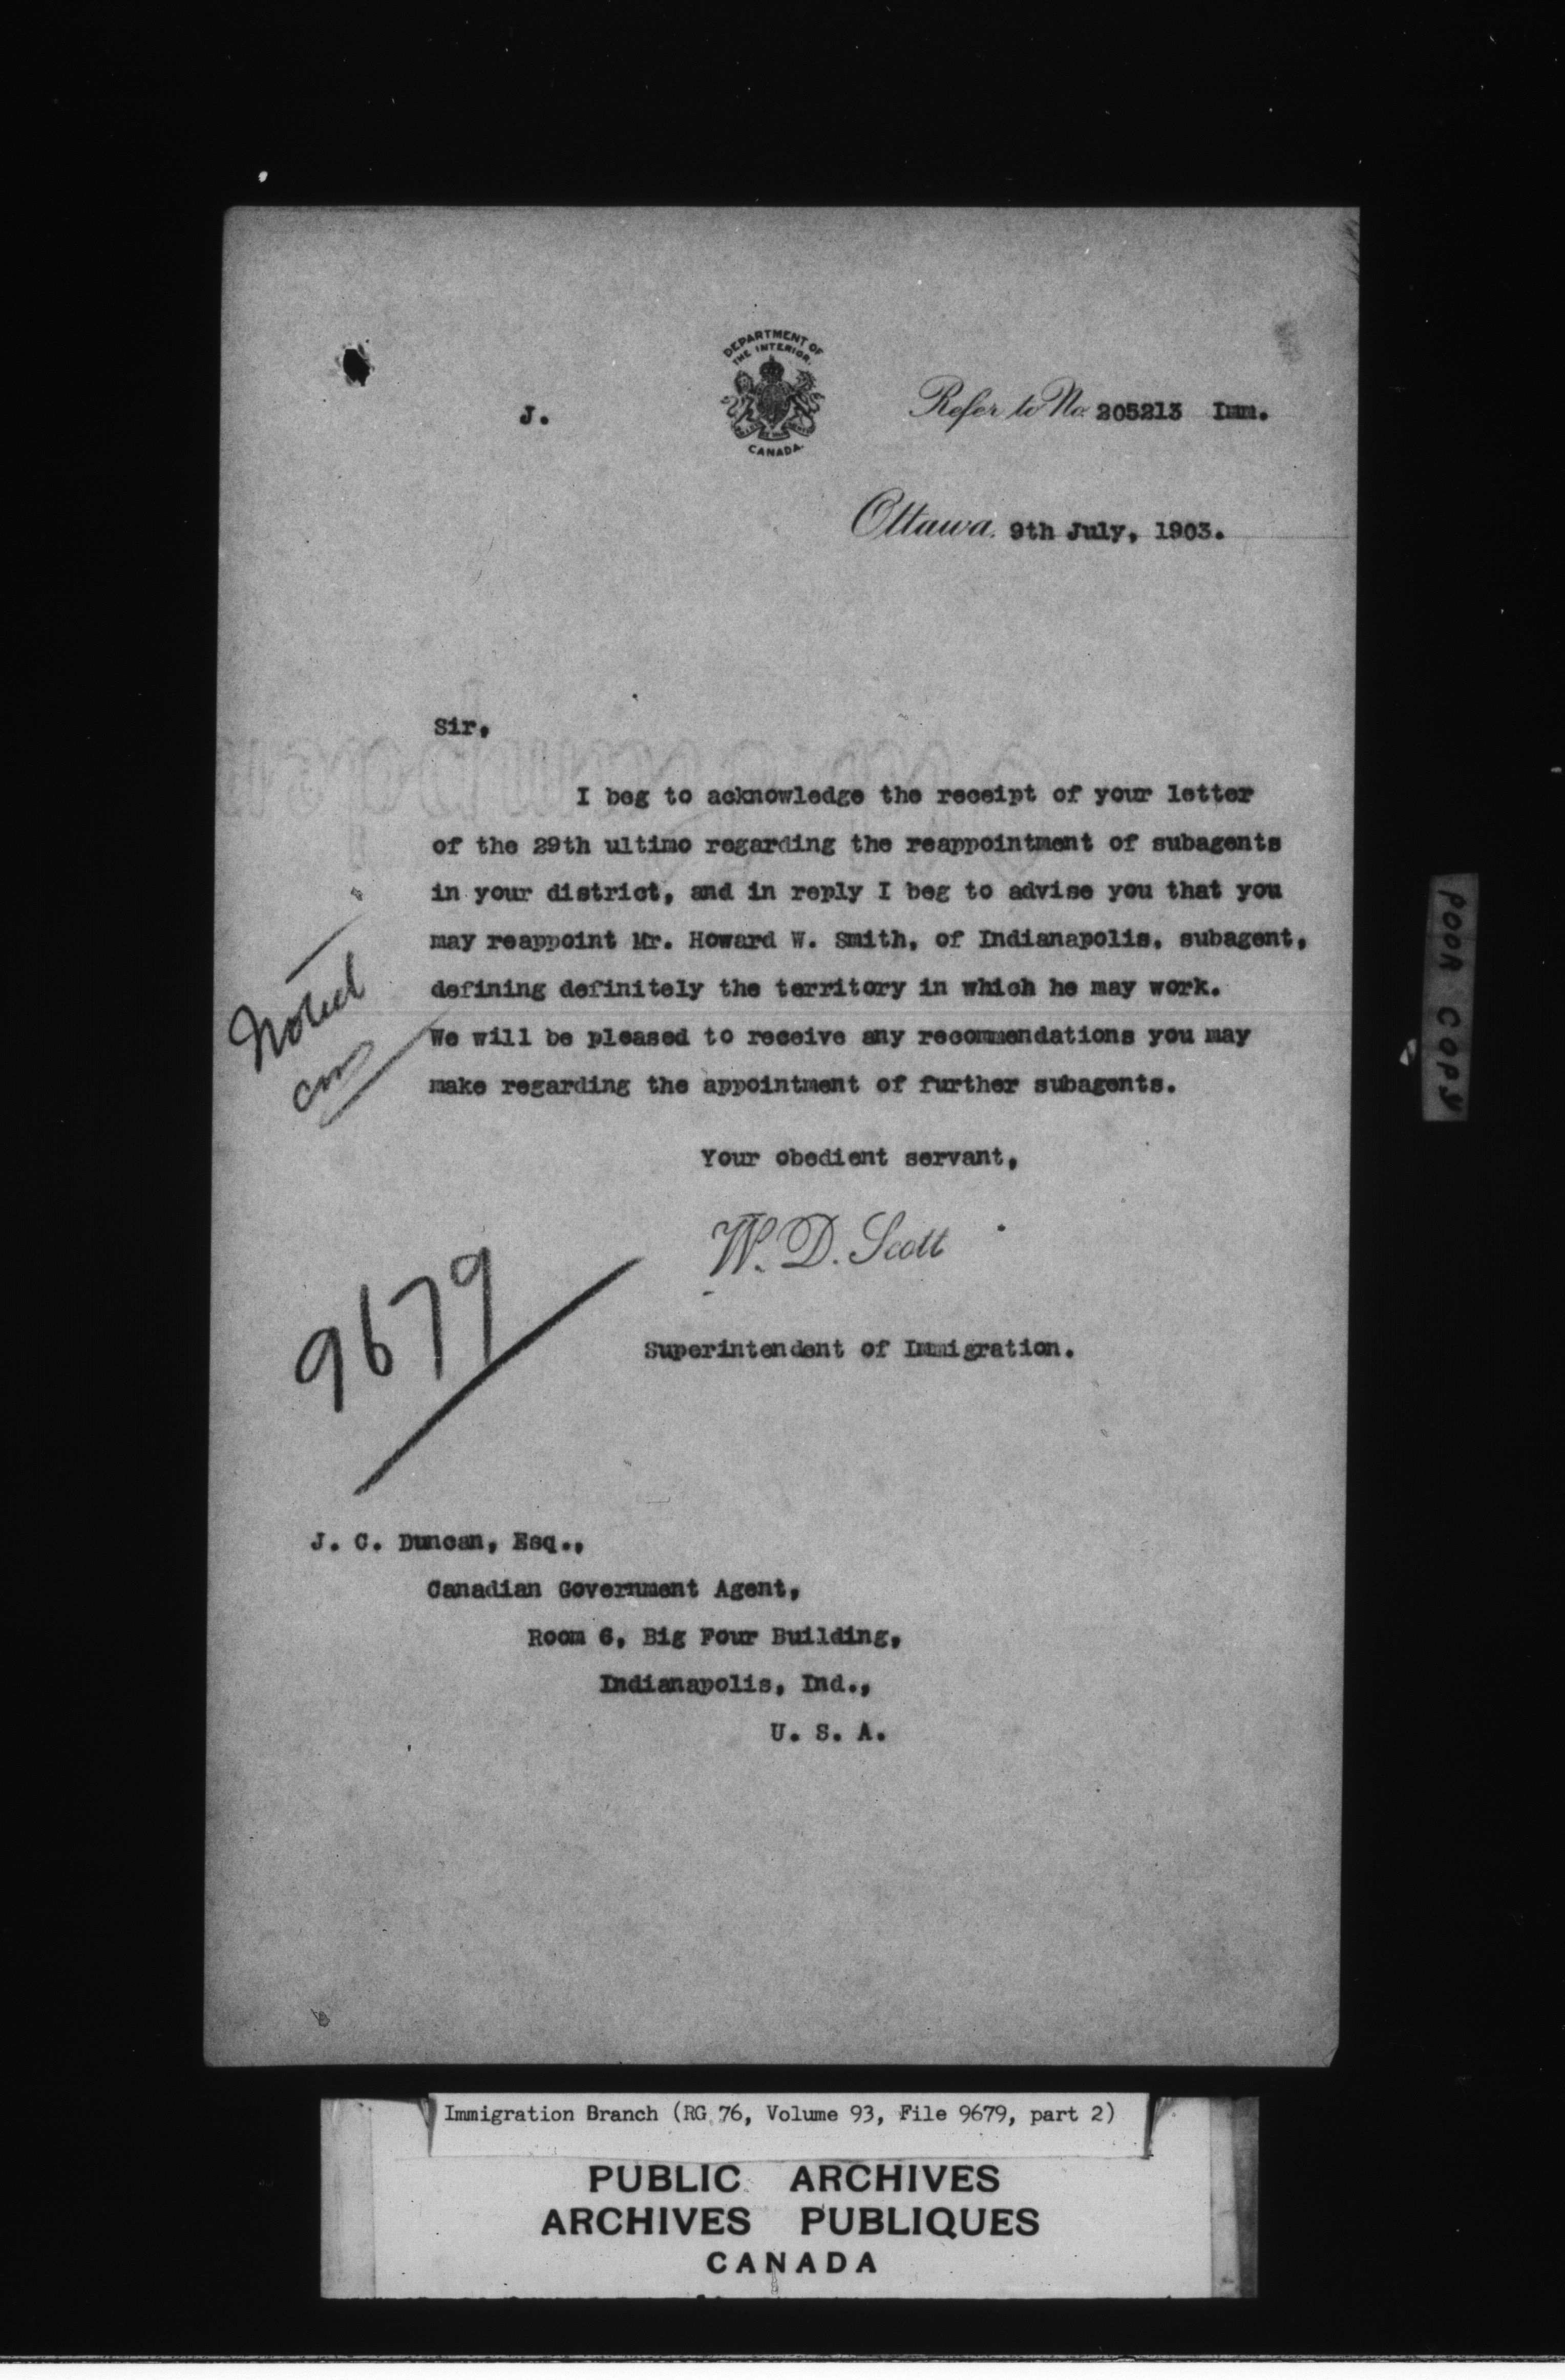 DEPARTMENT OF
THE INTERIOR.
CANADA.
J.
Refer to No. 205213 Imm.
Ottawa. 9th July, 1903.
Sir,
I beg to acknowledge the receipt of your letter
of the 29th ultimo regarding the reappointment of subagents
in your district, and in reply I beg to advise you that you
may reappoint Mr. Howard W. Smith, of Indianapolis, subagent,
defining definitely the territory in which he may work.
We will be pleased to receive any recommendations you may
make regarding the appointment of further subagents.
Noted
Your obedient servant,
W. D. Scott
Superintendent of Immigration.
9679
J. C. Duncan, Esq.,
Canadian Government Agent,
Room 6, Big Four Building,
Indianapolis, Ind.,
U. S. A.
POOR COPY
Immigration Branch (RG 76, Volume 93, File 9679, part 2)
PUBLIC ARCHIVES
ARCHIVES PUBLIQUES
CANADA